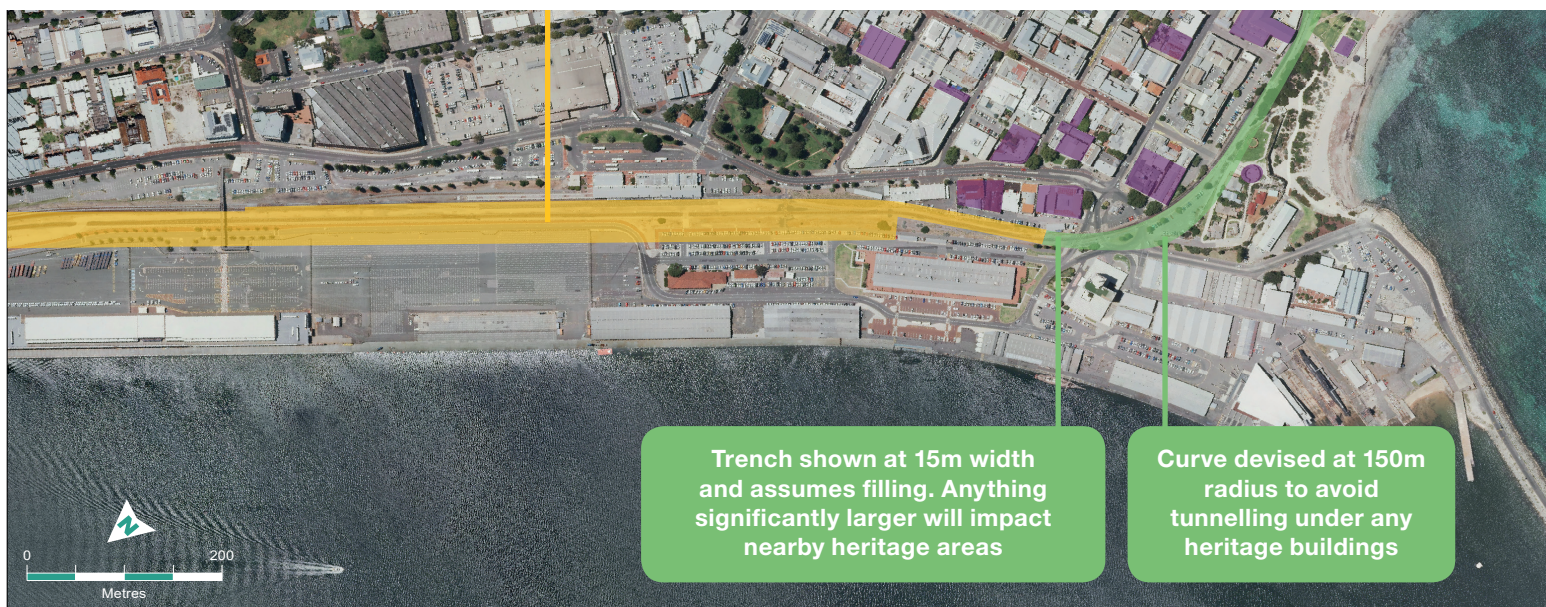 Trench shown at 15m width
and assumes filling. Anything
significantly larger will impact
nearby heritage areas
Curve devised at 150m
radius to avoid
tunnelling under any
heritage buildings
N
0 200
Metres